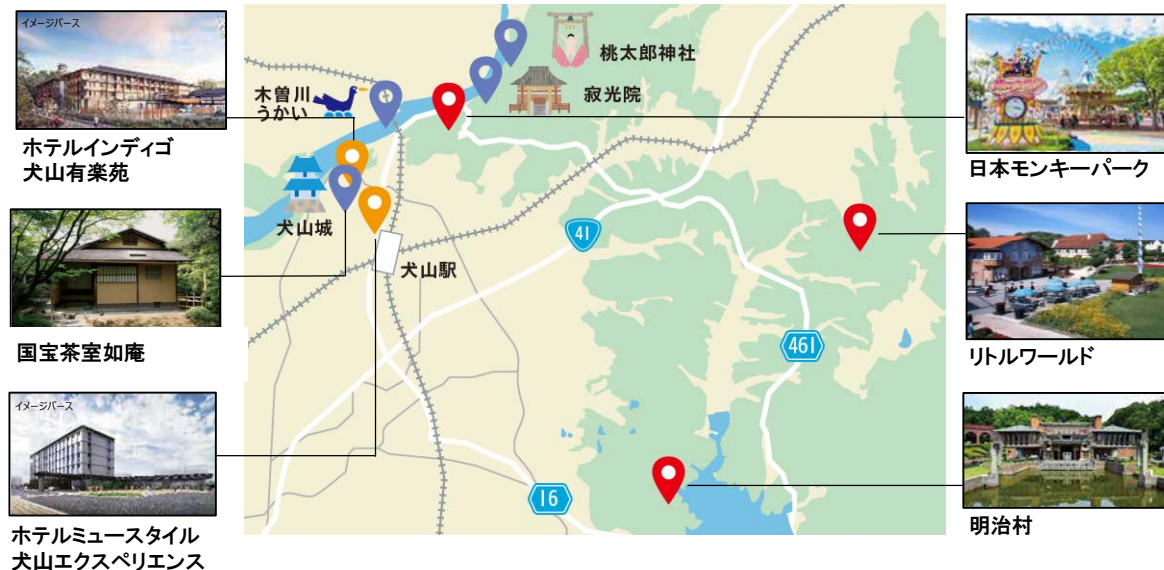 イメージパース
ホテルインディゴ
犬山有楽苑
国宝茶室如庵
イメージパース
ホテルミュースタイル
犬山エクスペリエンス
桃太郎神社
寂光院
木曽川
うかい
犬山城
犬山駅
41
461
16
日本モンキーパーク
リトルワールド
明治村